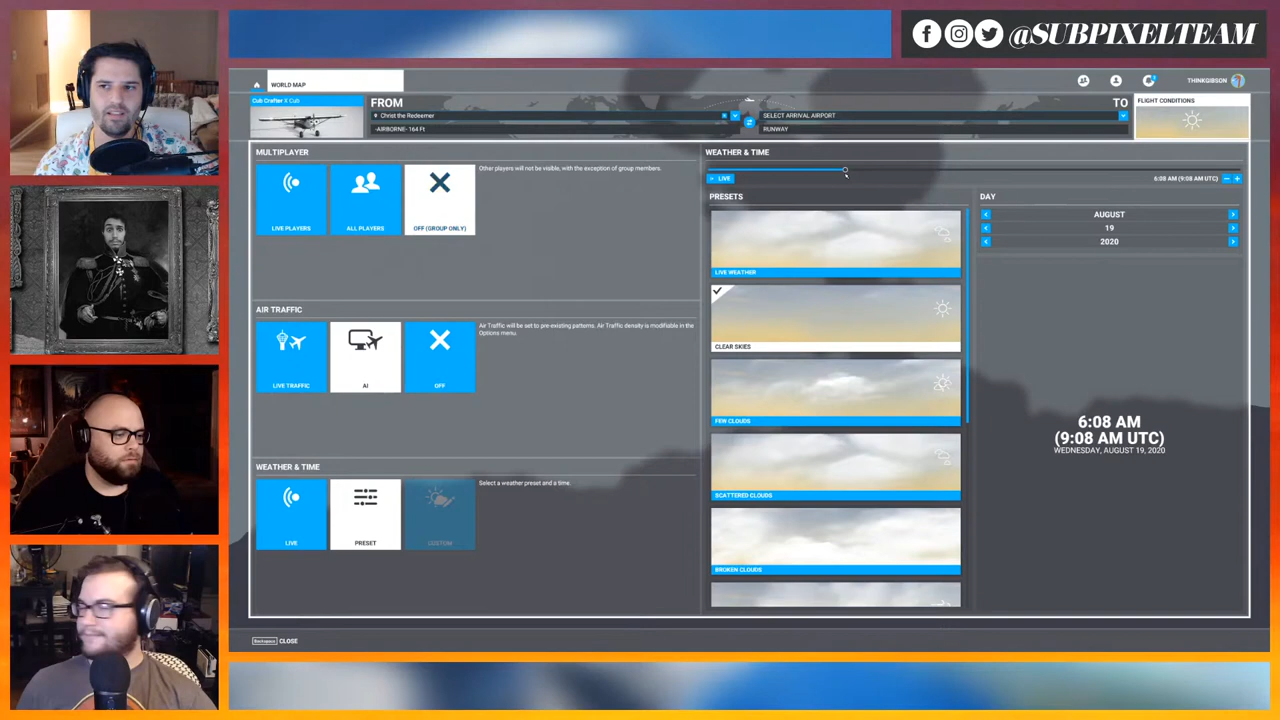 @SUBPIXELTEAM
WORLD MAP
THINKGIBSON
Cub Crafter X Cub
FROM
Christ the Redeemer
-AIRBORNE- 164 Ft
TO
SELECT ARRIVAL AIRPORT
RUNWAY
FLIGHT CONDITIONS
MULTIPLAYER
LIVE PLAYERS
ALL PLAYERS
OFF (GROUP ONLY)
Other players will not be visible, with the exception of group members.
AIR TRAFFIC
LIVE TRAFFIC
AI
OFF
Air Traffic will be set to pre-existing patterns. Air Traffic density is modifiable in the
Options menu.
WEATHER & TIME
LIVE
PRESET
CUSTOM
Select a weather preset and a time.
WEATHER & TIME
> LIVE
6:08 AM (9:08 AM UTC)
PRESETS
LIVE WEATHER
CLEAR SKIES
FEW CLOUDS
SCATTERED CLOUDS
BROKEN CLOUDS
DAY
AUGUST
19
2020
6:08 AM
(9:08 AM UTC)
WEDNESDAY, AUGUST 19, 2020
Backspace CLOSE